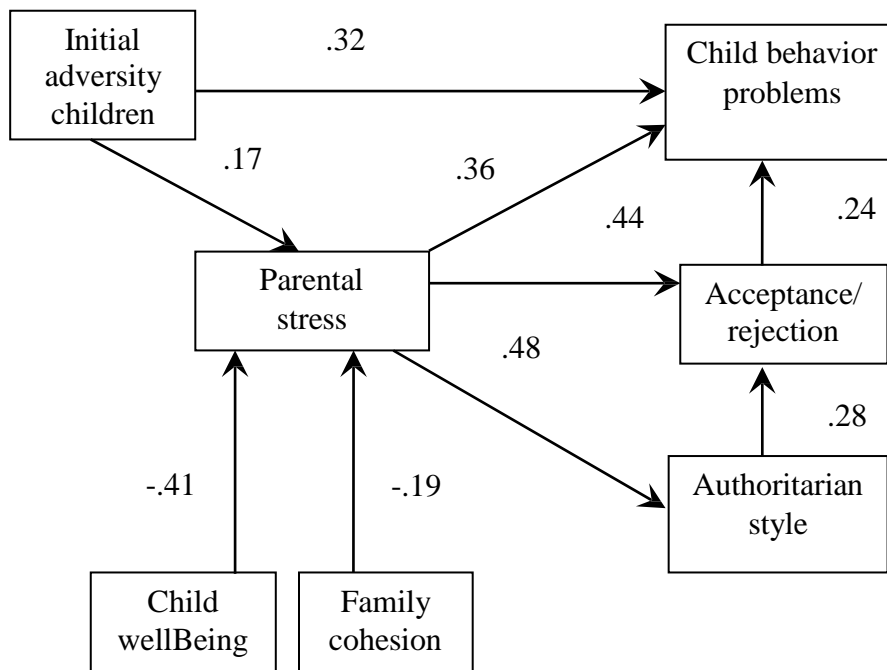 Initial
adversity
children
.32
Child behavior
problems
.17
.36
.44
.24
Parental
stress
Acceptance/
rejection
.48
.28
-.41
-.19
Authoritarian
style
Child
wellBeing
Family
cohesion